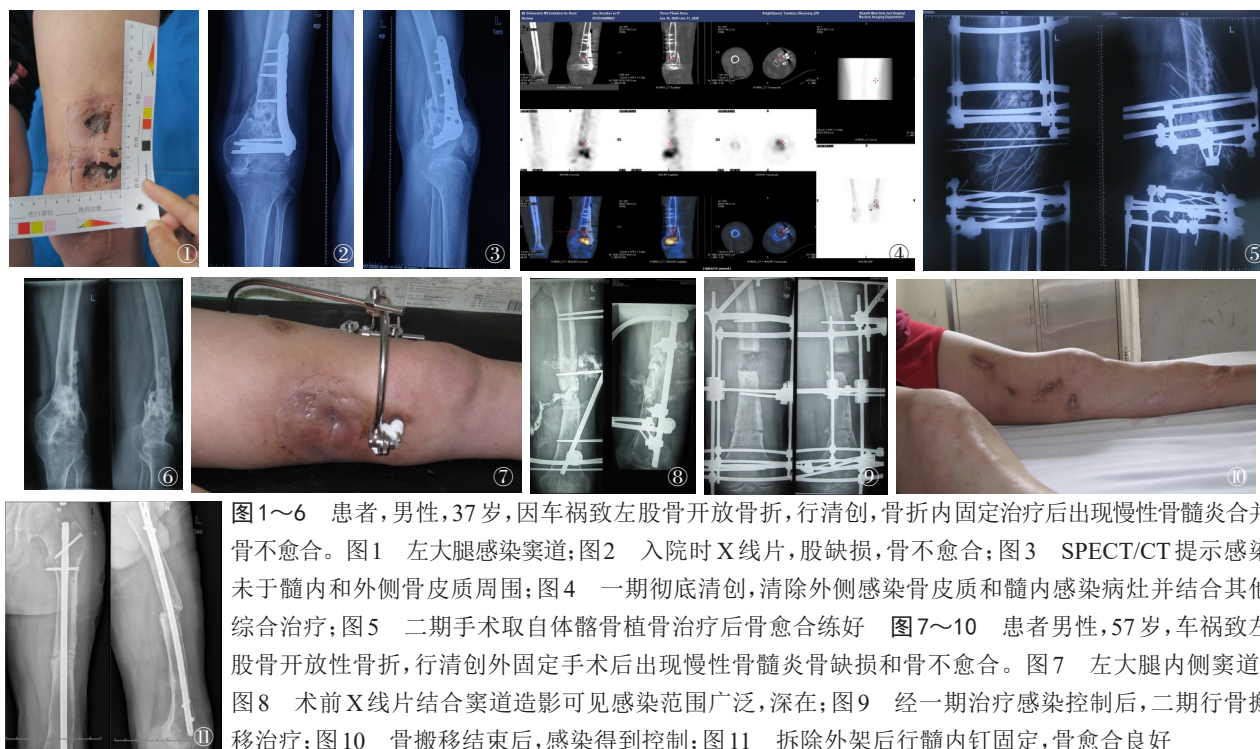 ①
②
③
④
⑤
⑥
⑦
⑧
⑨
⑩
⑪
图1～6 患者,男性,37岁,因车祸致左股骨开放骨折,行清创,骨折内固定治疗后出现慢性骨髓炎合并
骨不愈合。图1 左大腿感染窦道;图2 入院时X线片,股缺损,骨不愈合;图3 SPECT/CT提示感染
未于髓内和外侧骨皮质周围;图4 一期彻底清创,清除外侧感染骨皮质和髓内感染病灶并结合其他
综合治疗;图5 二期手术取自体髂骨植骨治疗后骨愈合练好 图7～10 患者男性,57岁,车祸致左
股骨开放性骨折,行清创外固定手术后出现慢性骨髓炎骨缺损和骨不愈合。图7 左大腿内侧窦道
图8 术前X线片结合窦道造影可见感染范围广泛,深在;图9 经一期治疗感染控制后,二期行骨搬
移治疗;图10 骨搬移结束后,感染得到控制;图11 拆除外架后行髓内钉固定,骨愈合良好